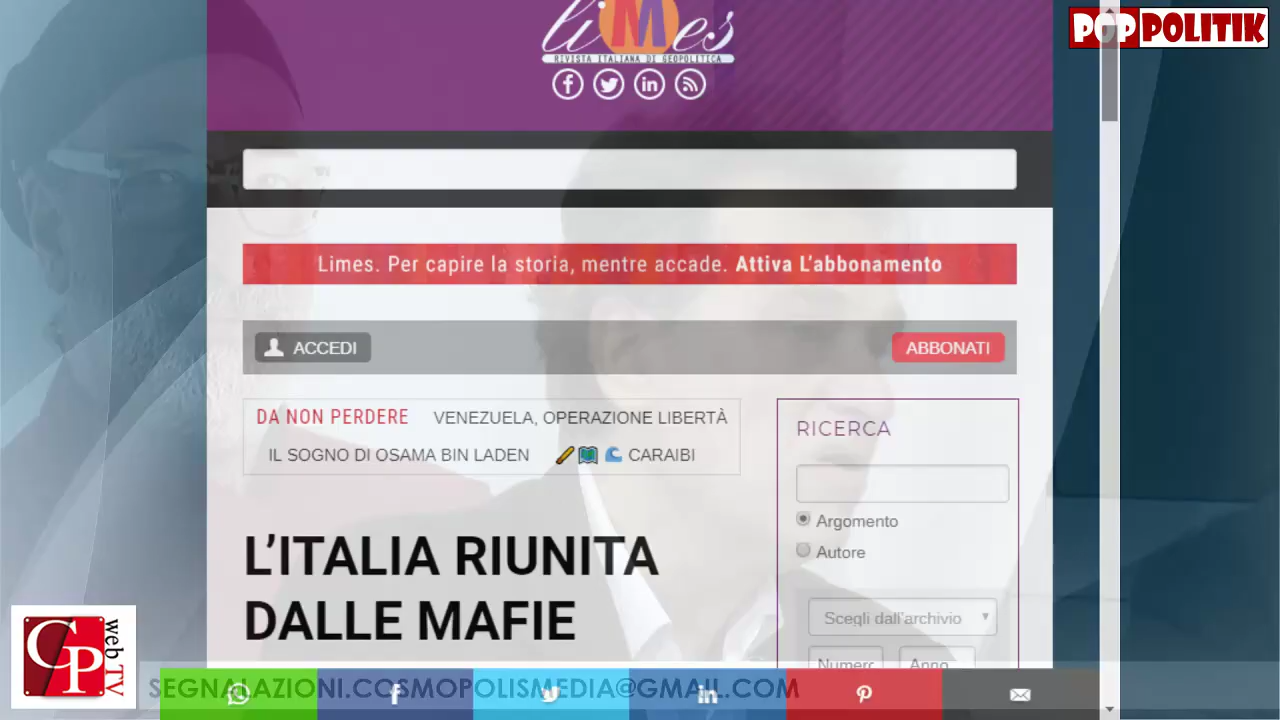 liMes
RIVISTA ITALIANA DI GEOPOLITICA
POPPOLITIK
Limes. Per capire la storia, mentre accade. Attiva L'abbonamento
ACCEDI
ABBONATI
DA NON PERDERE VENEZUELA, OPERAZIONE LIBERTÀ
IL SOGNO DI OSAMA BIN LADEN CARAIBI
RICERCA
Argomento
Autore
Scegli dall'archivio
Numero
Anno
L'ITALIA RIUNITA
DALLE MAFIE
CP web TV
SEGNALAZIONI.COSMOPOLISMEDIA@GMAIL.COM